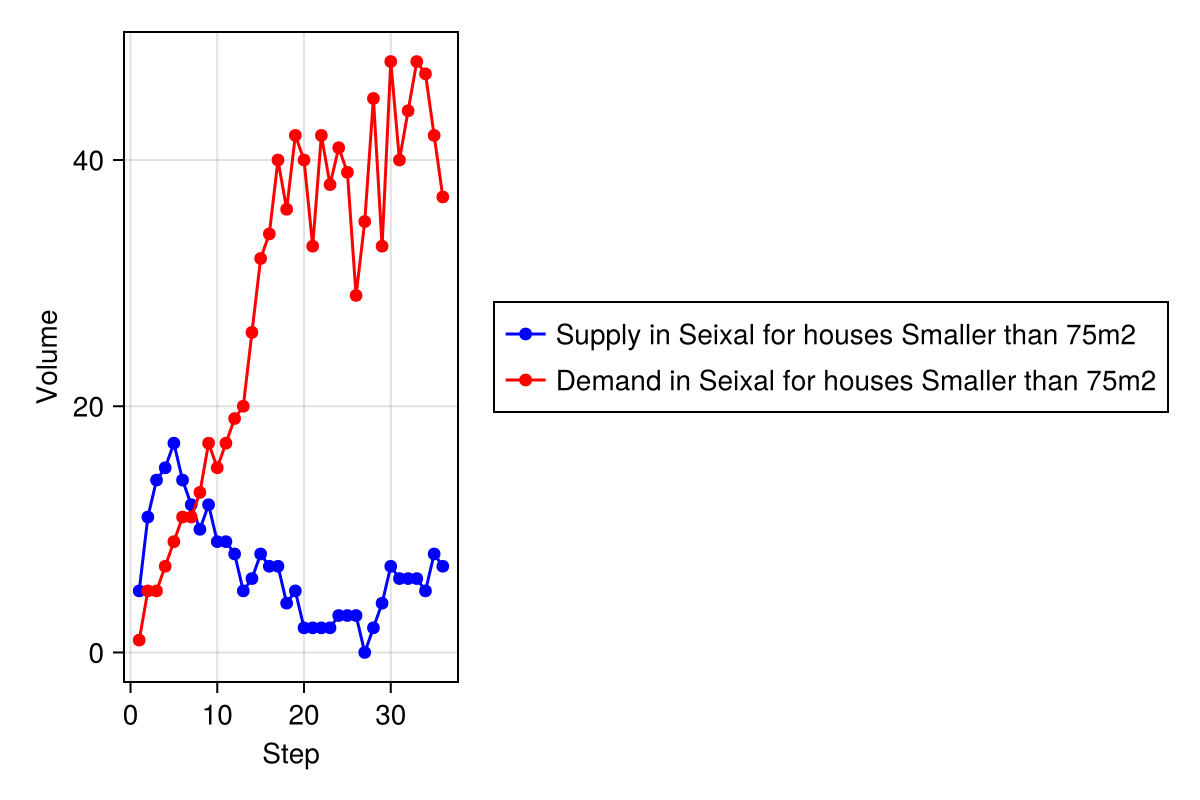 Volume
40
20
0
0 10 20 30
Step
Supply in Seixal for houses Smaller than 75m2
Demand in Seixal for houses Smaller than 75m2